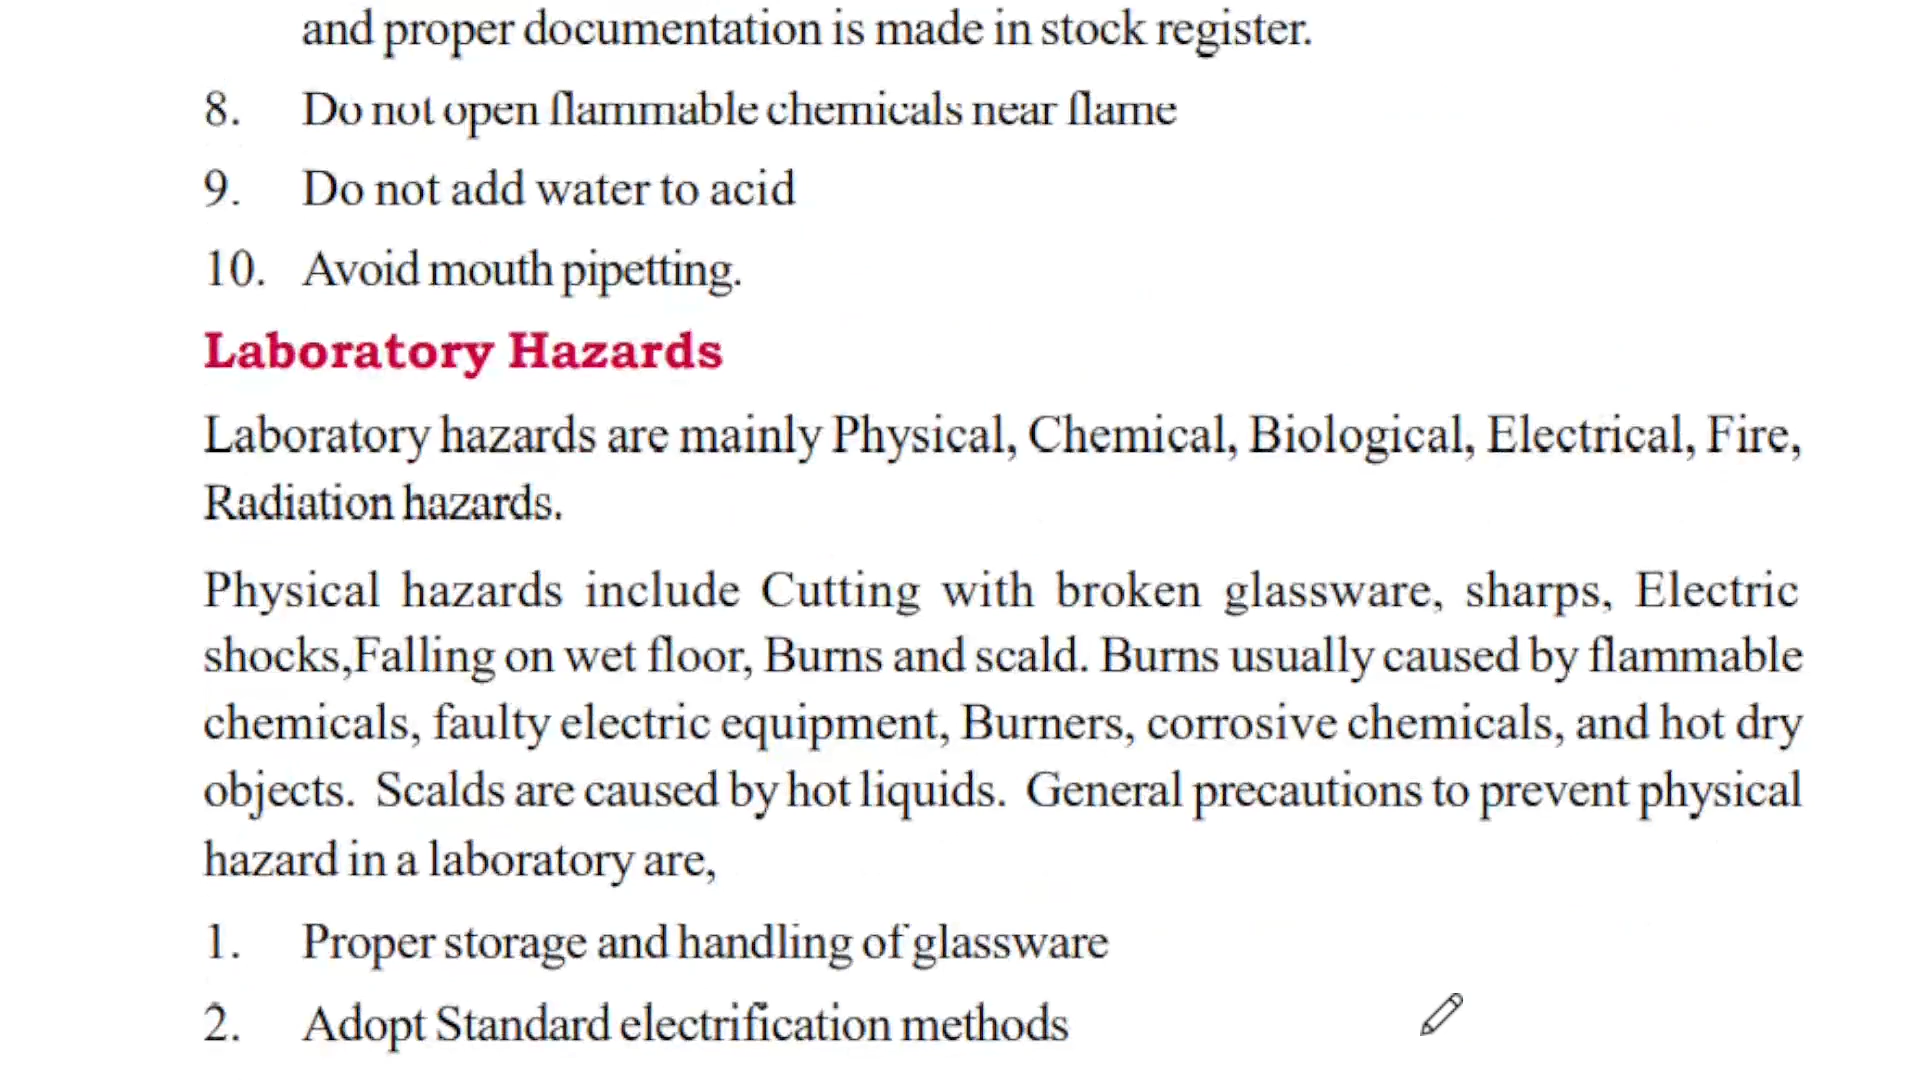 and proper documentation is made in stock register.
8. Do not open flammable chemicals near flame
9. Do not add water to acid
10. Avoid mouth pipetting.
Laboratory Hazards
Laboratory hazards are mainly Physical, Chemical, Biological, Electrical, Fire,
Radiation hazards.
Physical hazards include Cutting with broken glassware, sharps, Electric
shocks,Falling on wet floor, Burns and scald. Burns usually caused by flammable
chemicals, faulty electric equipment, Burners, corrosive chemicals, and hot dry
objects. Scalds are caused by hot liquids. General precautions to prevent physical
hazard in a laboratory are,
1. Proper storage and handling of glassware
2. Adopt Standard electrification methods